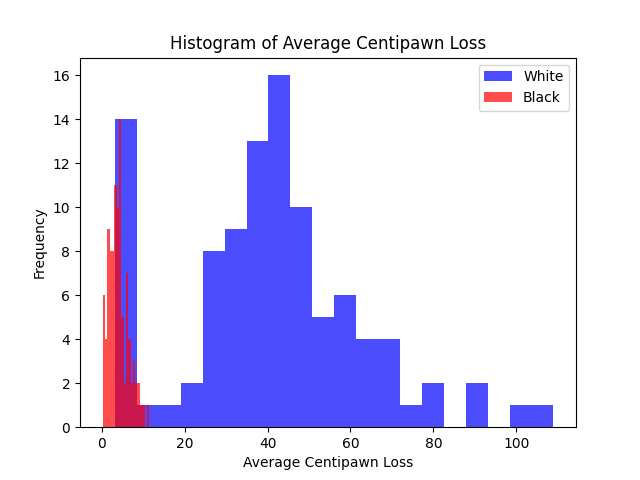 Histogram of Average Centipawn Loss
White
Black
Frequency
16
14
12
10
8
6
4
2
0
0 20 40 60 80 100
Average Centipawn Loss